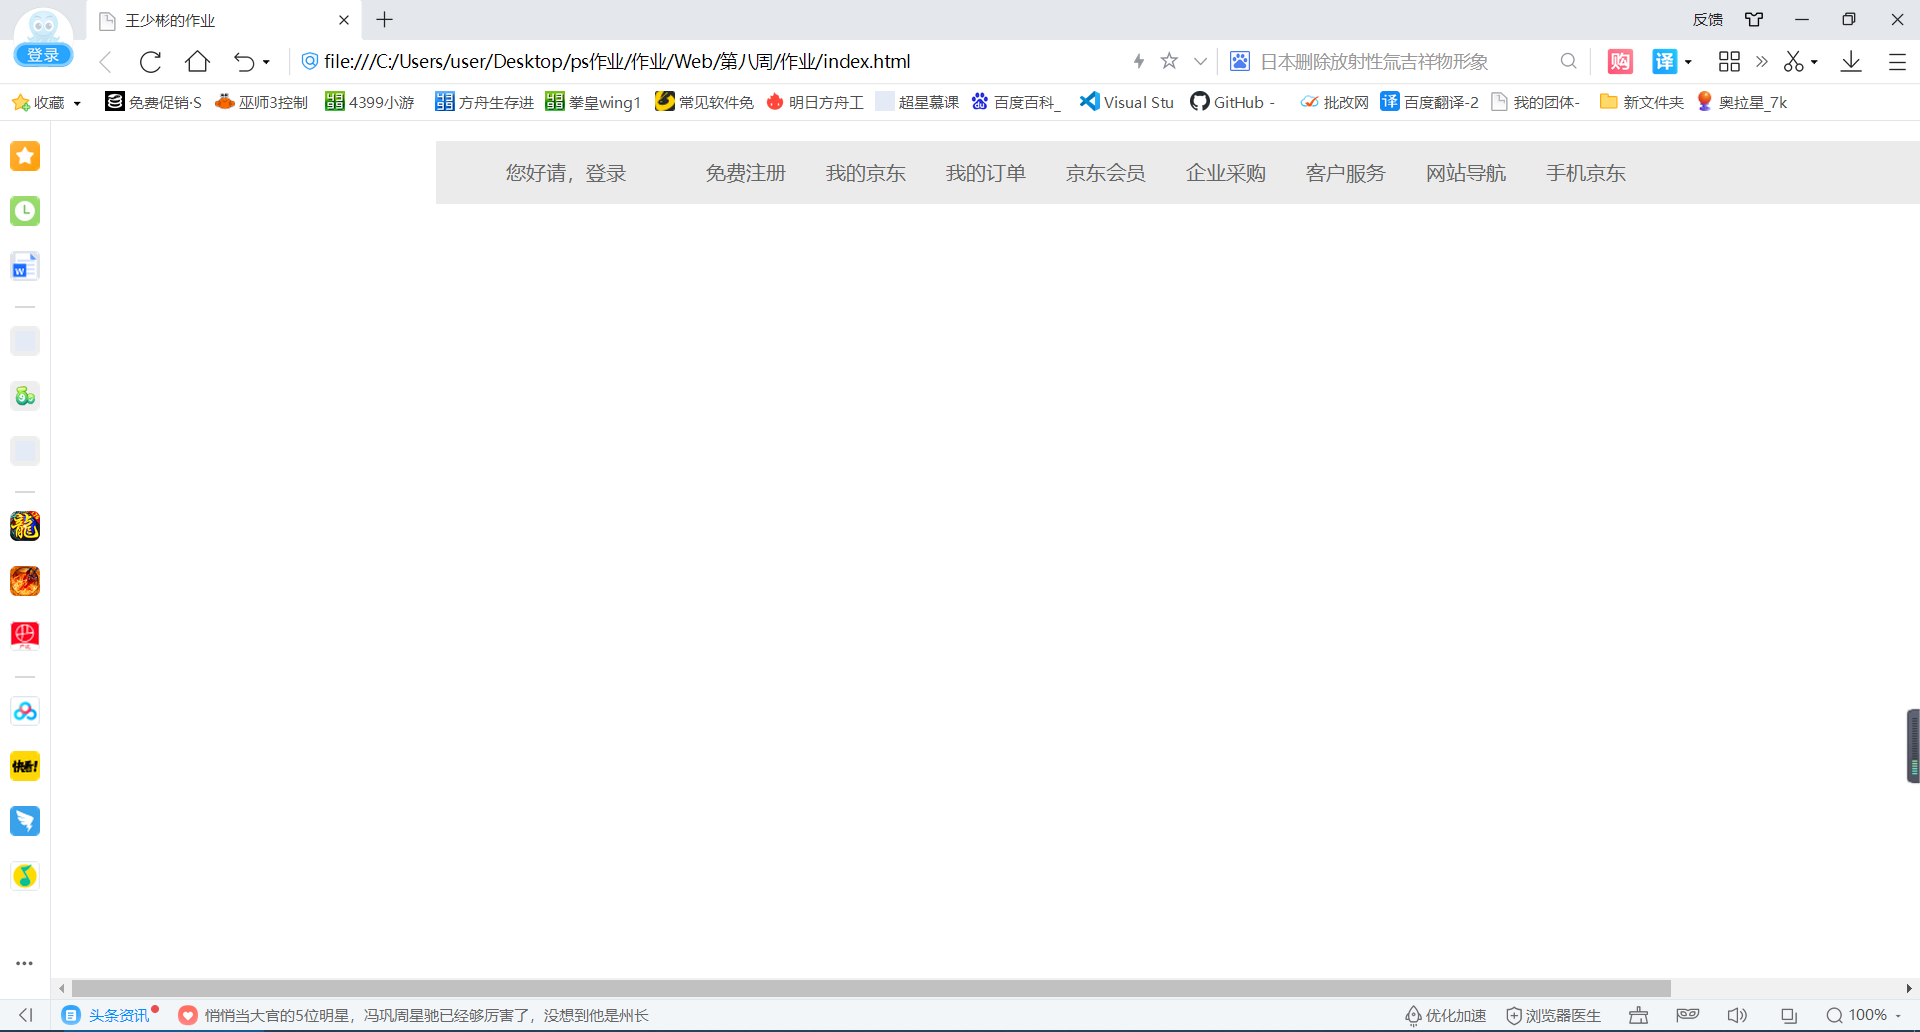 王少彬的作业
反馈
登录
file:///C:/Users/user/Desktop/ps作业/作业/Web/第八周/作业/index.html
日本删除放射性氚吉祥物形象
购
译
收藏 免费促销·S 巫师3控制 4399小游 方舟生存进 拳皇wing1 常见软件免 明日方舟工 超星慕课 百度百科_ Visual Stu GitHub - 批改网 译 百度翻译-2 我的团体- 新文件夹 奥拉星_7k
您好请，登录 免费注册 我的京东 我的订单 京东会员 企业采购 客户服务 网站导航 手机京东
W
龍
快看!
头条资讯 悄悄当大官的5位明星，冯巩周星驰已经够厉害了，没想到他是州长 优化加速 浏览器医生 100%